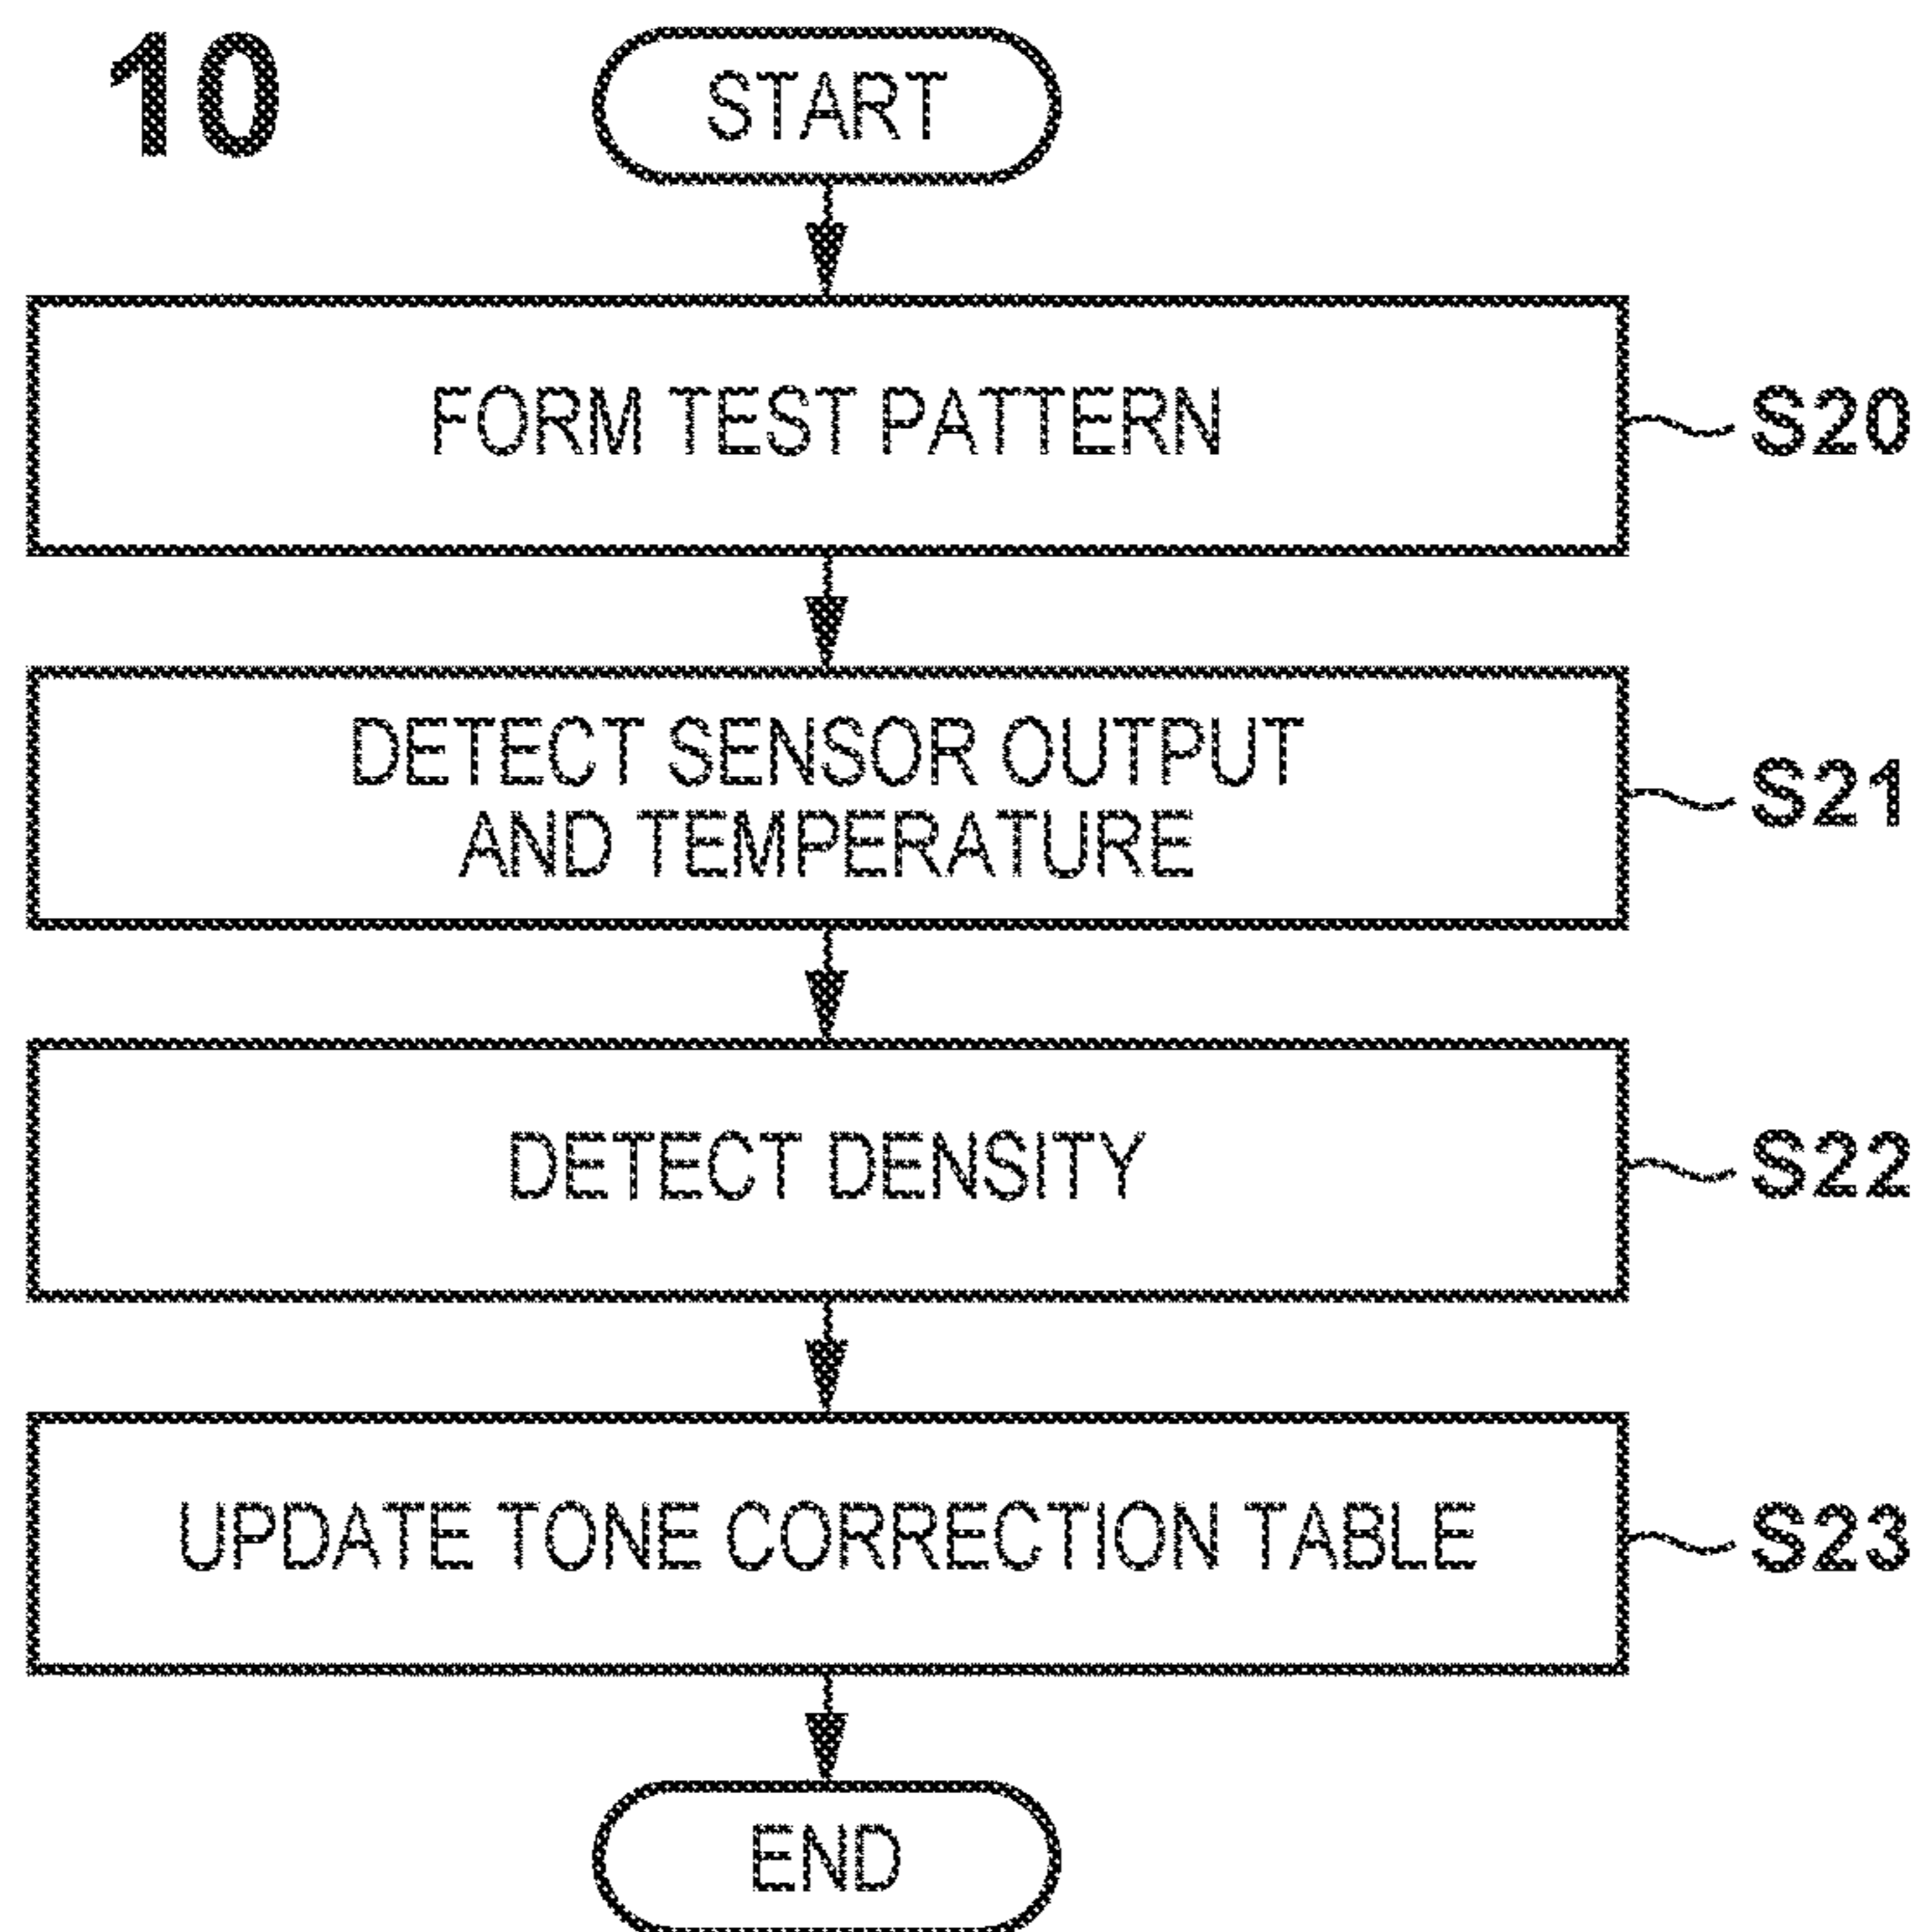 10
START
FORM TEST PATTERN
S20
DETECT SENSOR OUTPUT
AND TEMPERATURE
S21
DETECT DENSITY
S22
UPDATE TONE CORRECTION TABLE
S23
END